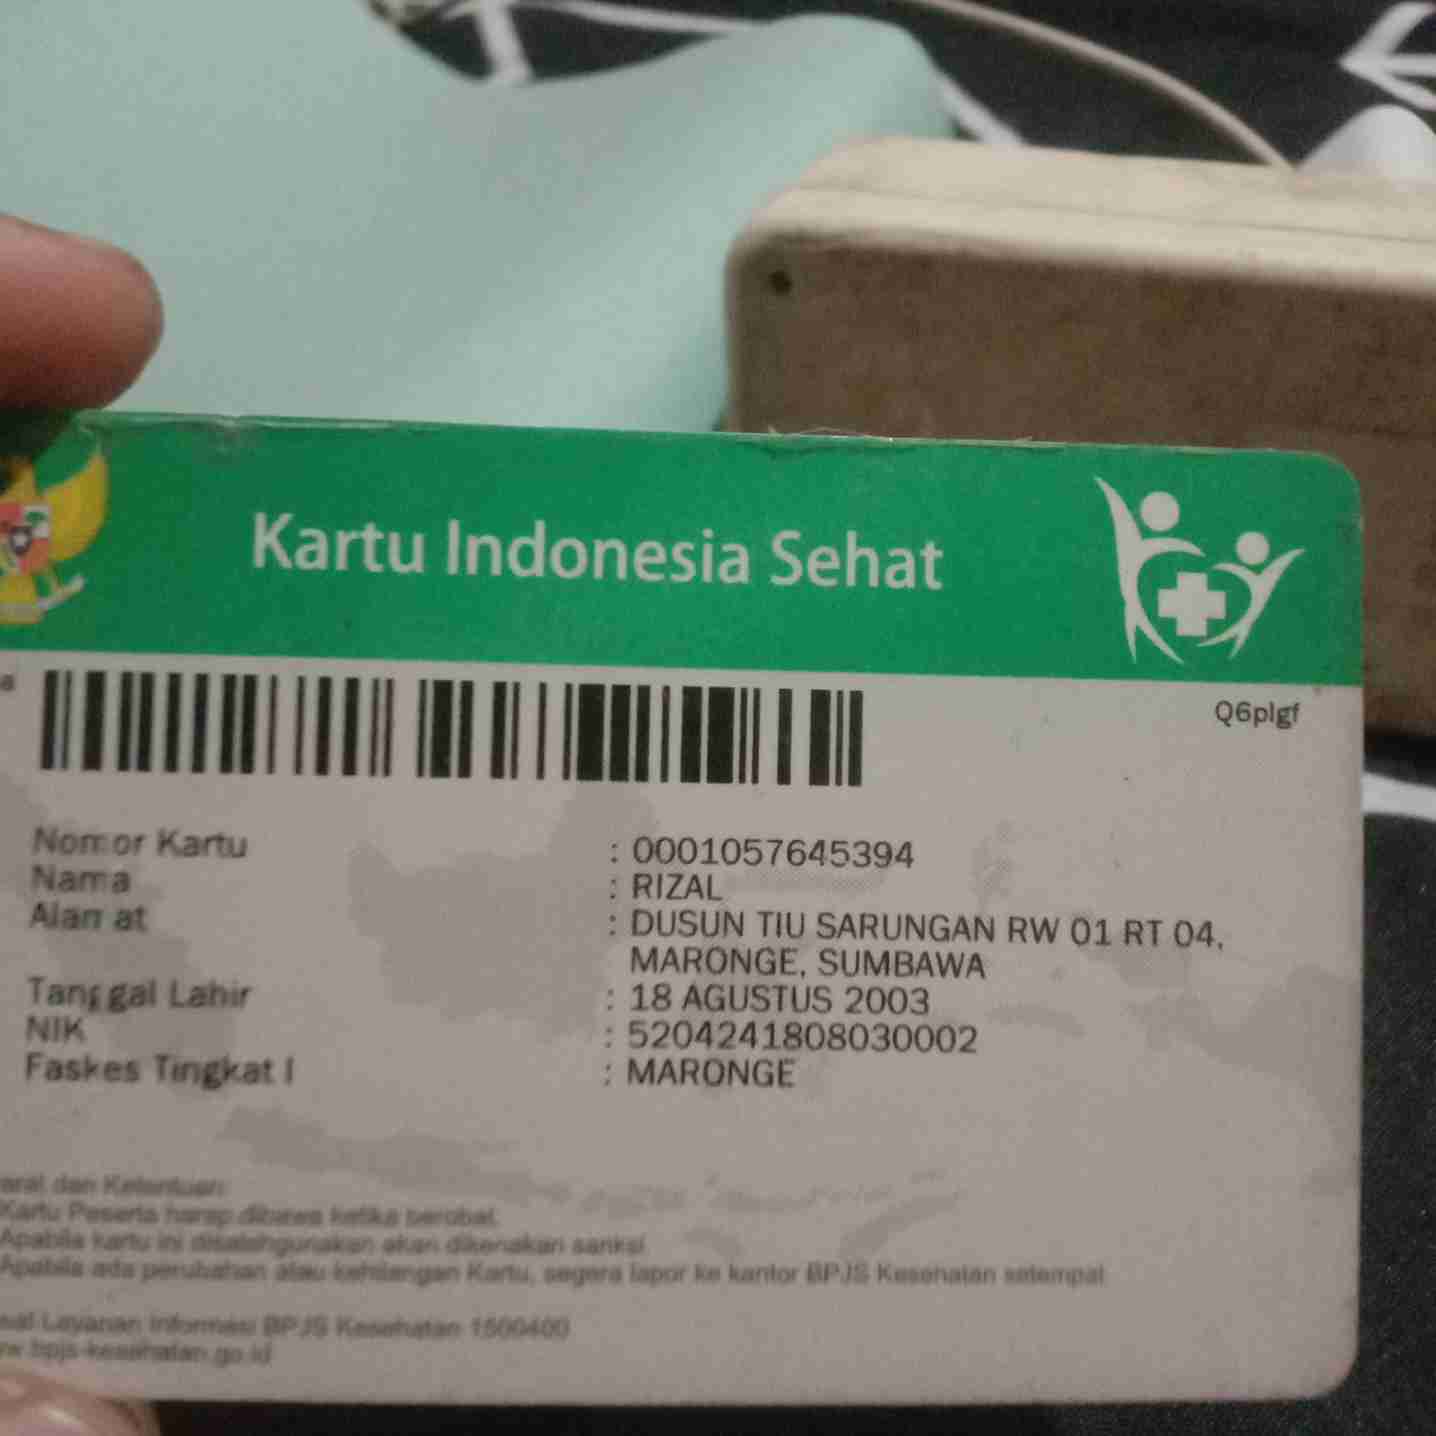 Kartu Indonesia Sehat
Q6plgf
Nomor Kartu : 0001057645394
Nama : RIZAL
Alamat : DUSUN TIU SARUNGAN RW 01 RT 04,
MARONGE, SUMBAWA
Tanggal Lahir : 18 AGUSTUS 2003
NIK : 5204241808030002
Faskes Tingkat I : MARONGE
dan Ketentuan
Kartu Peserta harap dibawa ketika berobat.
Apabila kartu ini disalahgunakan akan dikenakan sanksi
Apabila ada perubahan atau kehilangan Kartu, segera lapor ke kantor BPJS Kesehatan setempat
Layanan Informasi BPJS Kesehatan 1500400
bpjs-kesehatan.go.id